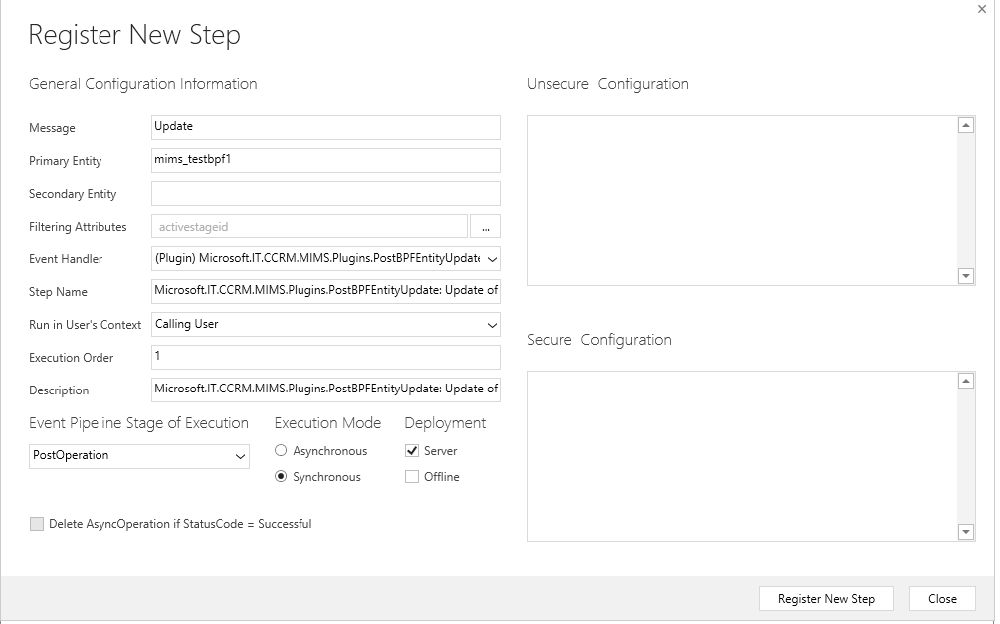 Register New Step
General Configuration Information
Message Update
Primary Entity mims_testbpf1
Secondary Entity
Filtering Attributes activestageid ...
Event Handler (Plugin) Microsoft.IT.CCRM.MIMS.Plugins.PostBPFEntityUpdate
Step Name Microsoft.IT.CCRM.MIMS.Plugins.PostBPFEntityUpdate: Update of
Run in User's Context Calling User
Execution Order 1
Description Microsoft.IT.CCRM.MIMS.Plugins.PostBPFEntityUpdate: Update of
Event Pipeline Stage of Execution
PostOperation
Execution Mode
Asynchronous
Synchronous
Deployment
Server
Offline
Delete AsyncOperation if StatusCode = Successful
Unsecure Configuration
Secure Configuration
Register New Step
Close